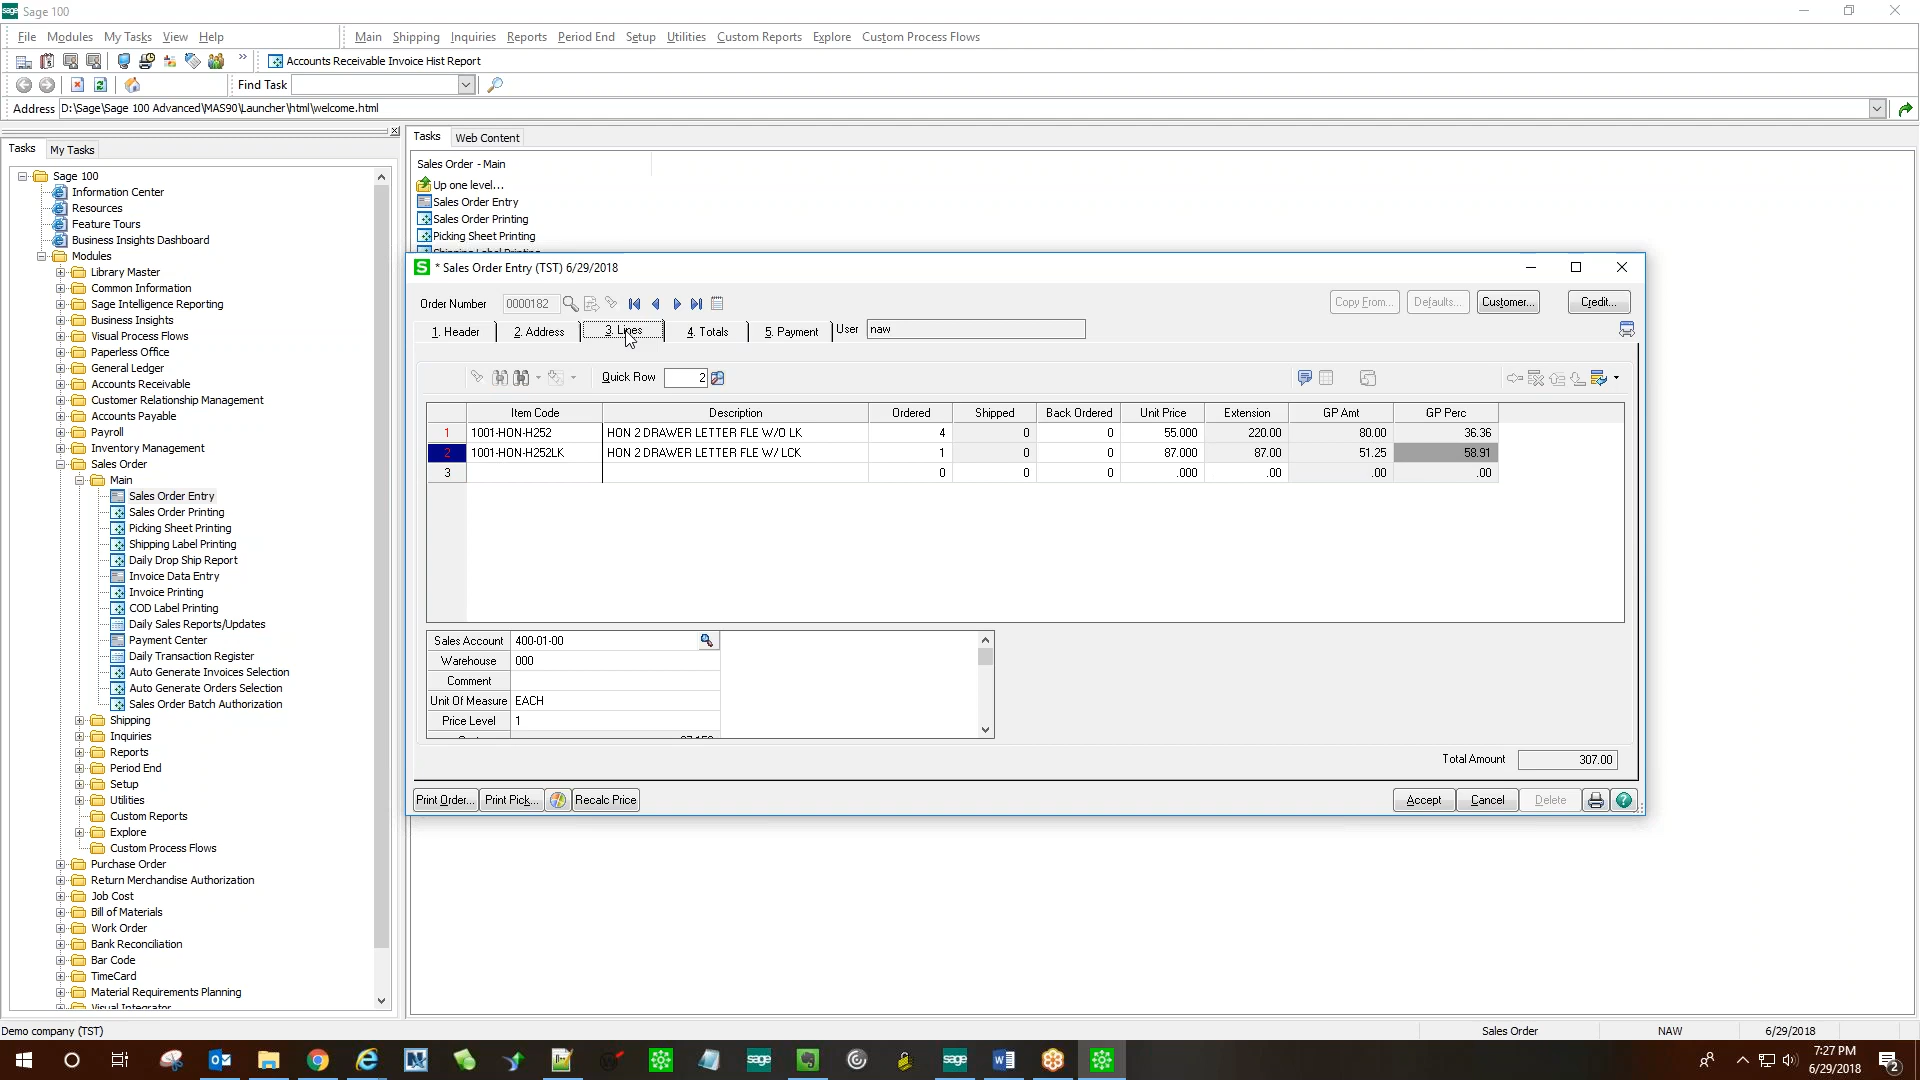 Sage 100
File Modules My Tasks View Help Main Shipping Inquiries Reports Period End Setup Utilities Custom Reports Explore Custom Process Flows
Accounts Receivable Invoice Hist Report
Find Task
Address D:\Sage\Sage 100 Advanced\MAS90\Launcher\html\welcome.html
Tasks My Tasks
Sage 100
Information Center
Resources
Feature Tours
Business Insights Dashboard
Modules
Library Master
Common Information
Sage Intelligence Reporting
Business Insights
Visual Process Flows
Paperless Office
General Ledger
Accounts Receivable
Customer Relationship Management
Accounts Payable
Payroll
Inventory Management
Sales Order
Main
Sales Order Entry
Sales Order Printing
Picking Sheet Printing
Shipping Label Printing
Daily Drop Ship Report
Invoice Data Entry
Invoice Printing
COD Label Printing
Daily Sales Reports/Updates
Payment Center
Daily Transaction Register
Auto Generate Invoices Selection
Auto Generate Orders Selection
Sales Order Batch Authorization
Shipping
Inquiries
Reports
Period End
Setup
Utilities
Custom Reports
Explore
Custom Process Flows
Purchase Order
Return Merchandise Authorization
Job Cost
Bill of Materials
Work Order
Bank Reconciliation
Bar Code
TimeCard
Material Requirements Planning
Visual Integrator
Tasks Web Content
Sales Order - Main
Up one level...
Sales Order Entry
Sales Order Printing
Picking Sheet Printing
Shipping Label Printing
* Sales Order Entry (TST) 6/29/2018
Order Number 0000182 Copy From... Defaults... Customer... Credit...
1. Header 2. Address 3. Lines 4. Totals 5. Payment User naw
Quick Row 2
Item Code Description Ordered Shipped Back Ordered Unit Price Extension GP Amt GP Perc
1 1001-HON-H252 HON 2 DRAWER LETTER FLE W/O LK 4 0 0 55.000 220.00 80.00 36.36
2 1001-HON-H252LK HON 2 DRAWER LETTER FLE W/ LCK 1 0 0 87.000 87.00 51.25 58.91
3 0 0 0 .000 .00 .00 .00
Sales Account 400-01-00
Warehouse 000
Comment
Unit Of Measure EACH
Price Level 1
Total Amount 307.00
Print Order... Print Pick... Recalc Price Accept Cancel Delete
Demo company (TST) Sales Order NAW 6/29/2018
sage sage
7:27 PM
6/29/2018
2